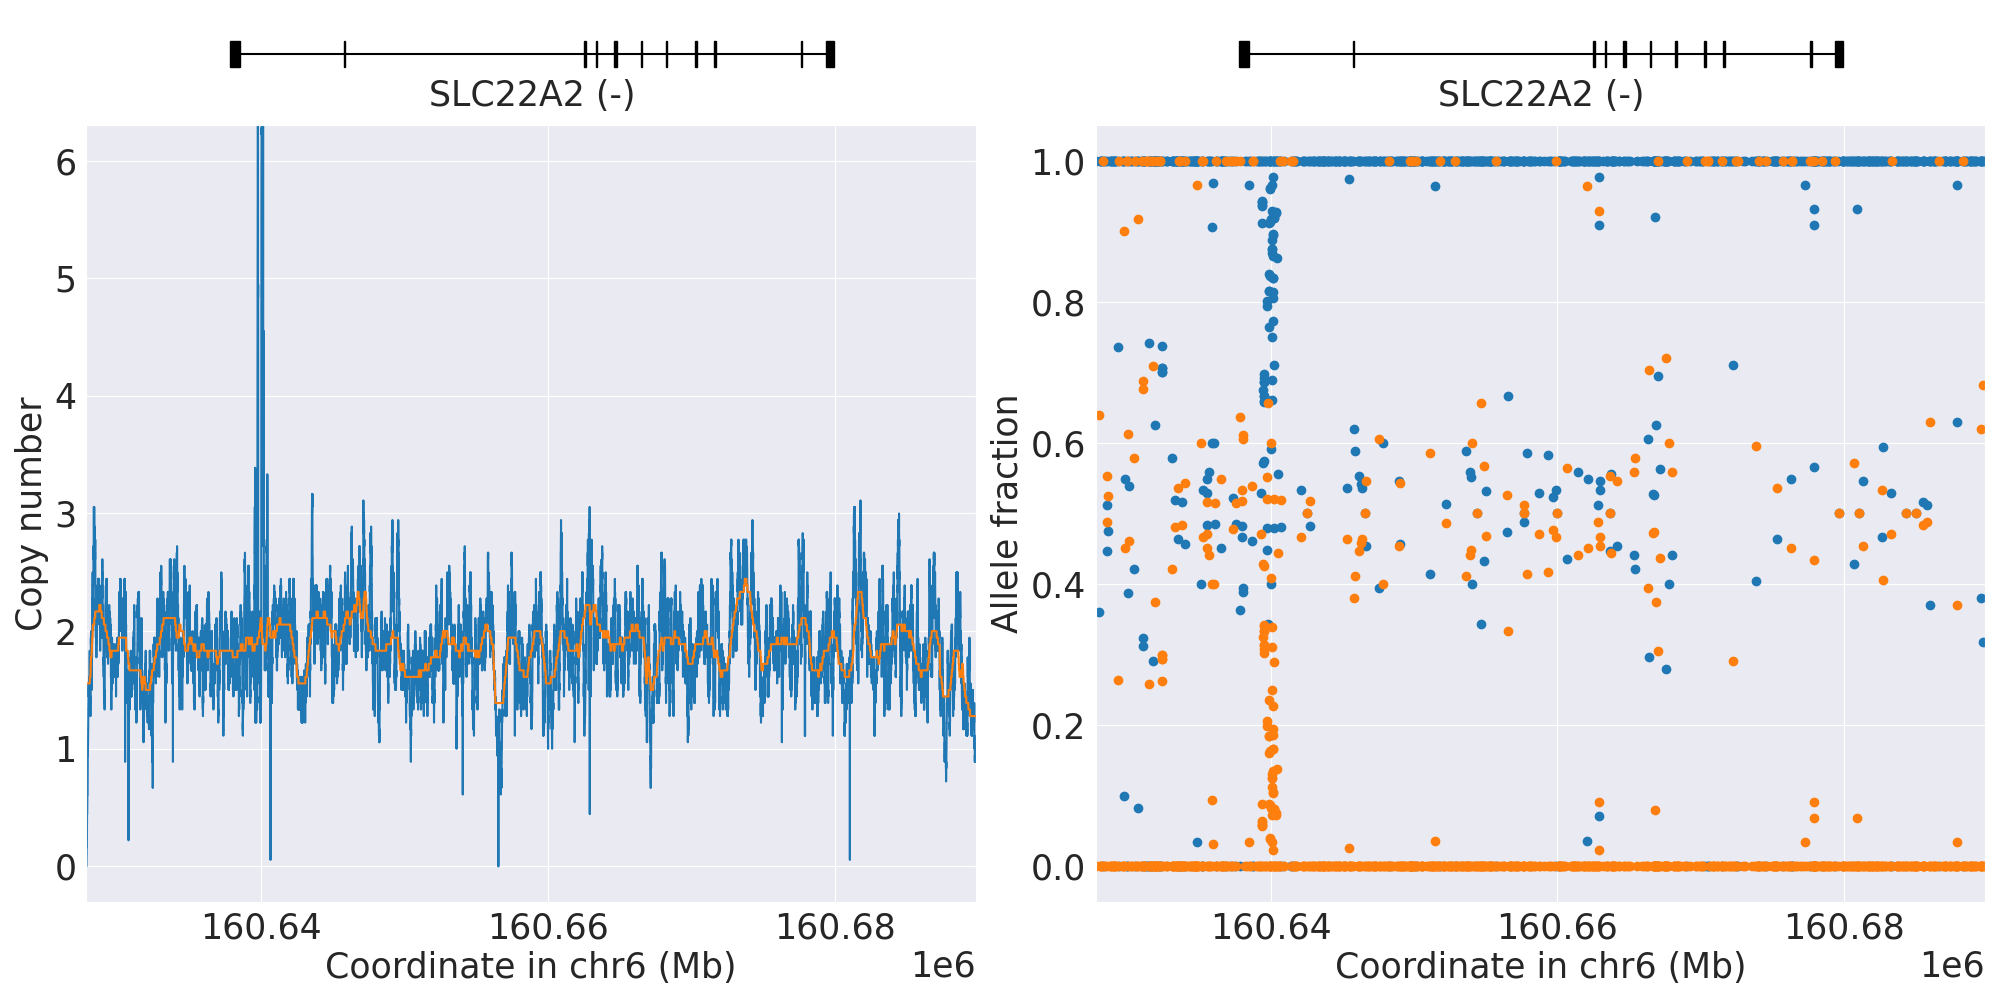 SLC22A2 (-)
SLC22A2 (-)
6
5
4
3
2
1
0
Copy number
160.64
160.66
160.68
Coordinate in chr6 (Mb)
1e6
1.0
0.8
0.6
0.4
0.2
0.0
Allele fraction
160.64
160.66
160.68
Coordinate in chr6 (Mb)
1e6